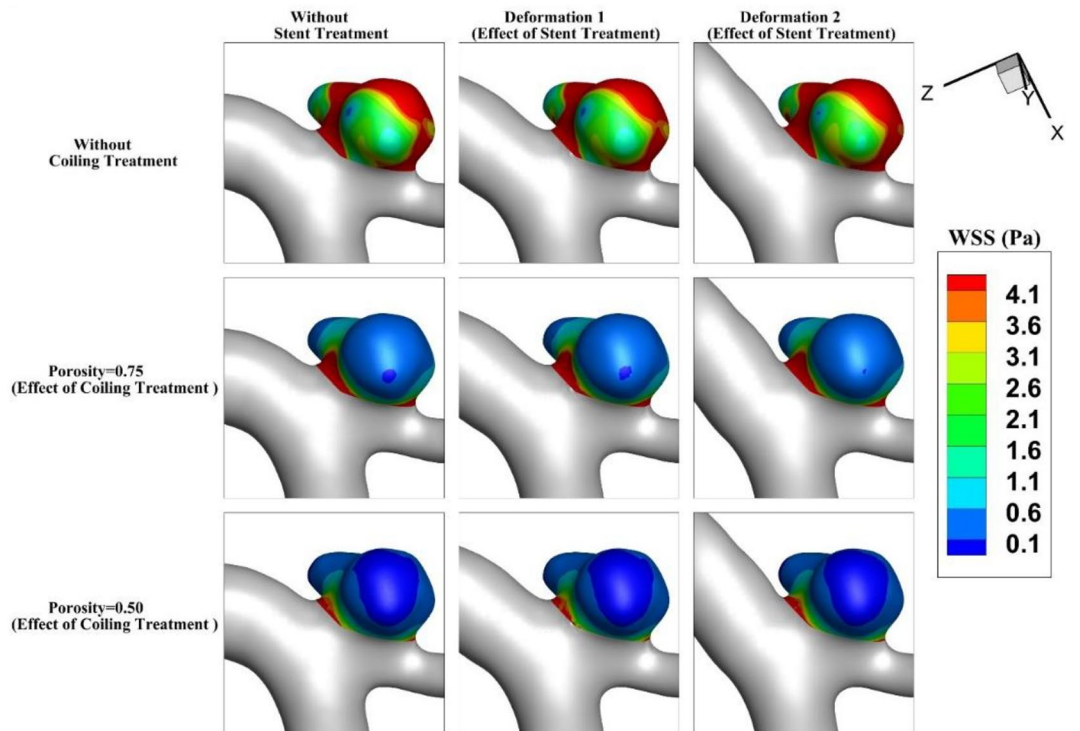 Without
Stent Treatment
Deformation 1
(Effect of Stent Treatment)
Deformation 2
(Effect of Stent Treatment)
Z
Y
X
Without
Coiling Treatment
WSS (Pa)
4.1
3.6
3.1
2.6
2.1
1.6
1.1
0.6
0.1
Porosity=0.75
(Effect of Coiling Treatment )
Porosity=0.50
(Effect of Coiling Treatment )